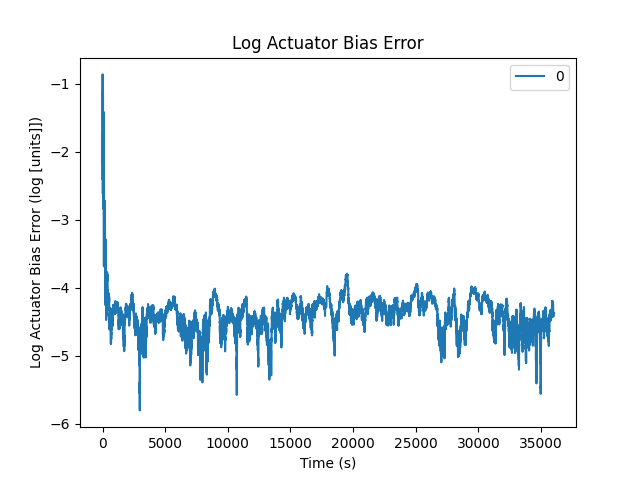 Log Actuator Bias Error
0
Log Actuator Bias Error (log [units]])
−1
−2
−3
−4
−5
−6
0 5000 10000 15000 20000 25000 30000 35000
Time (s)